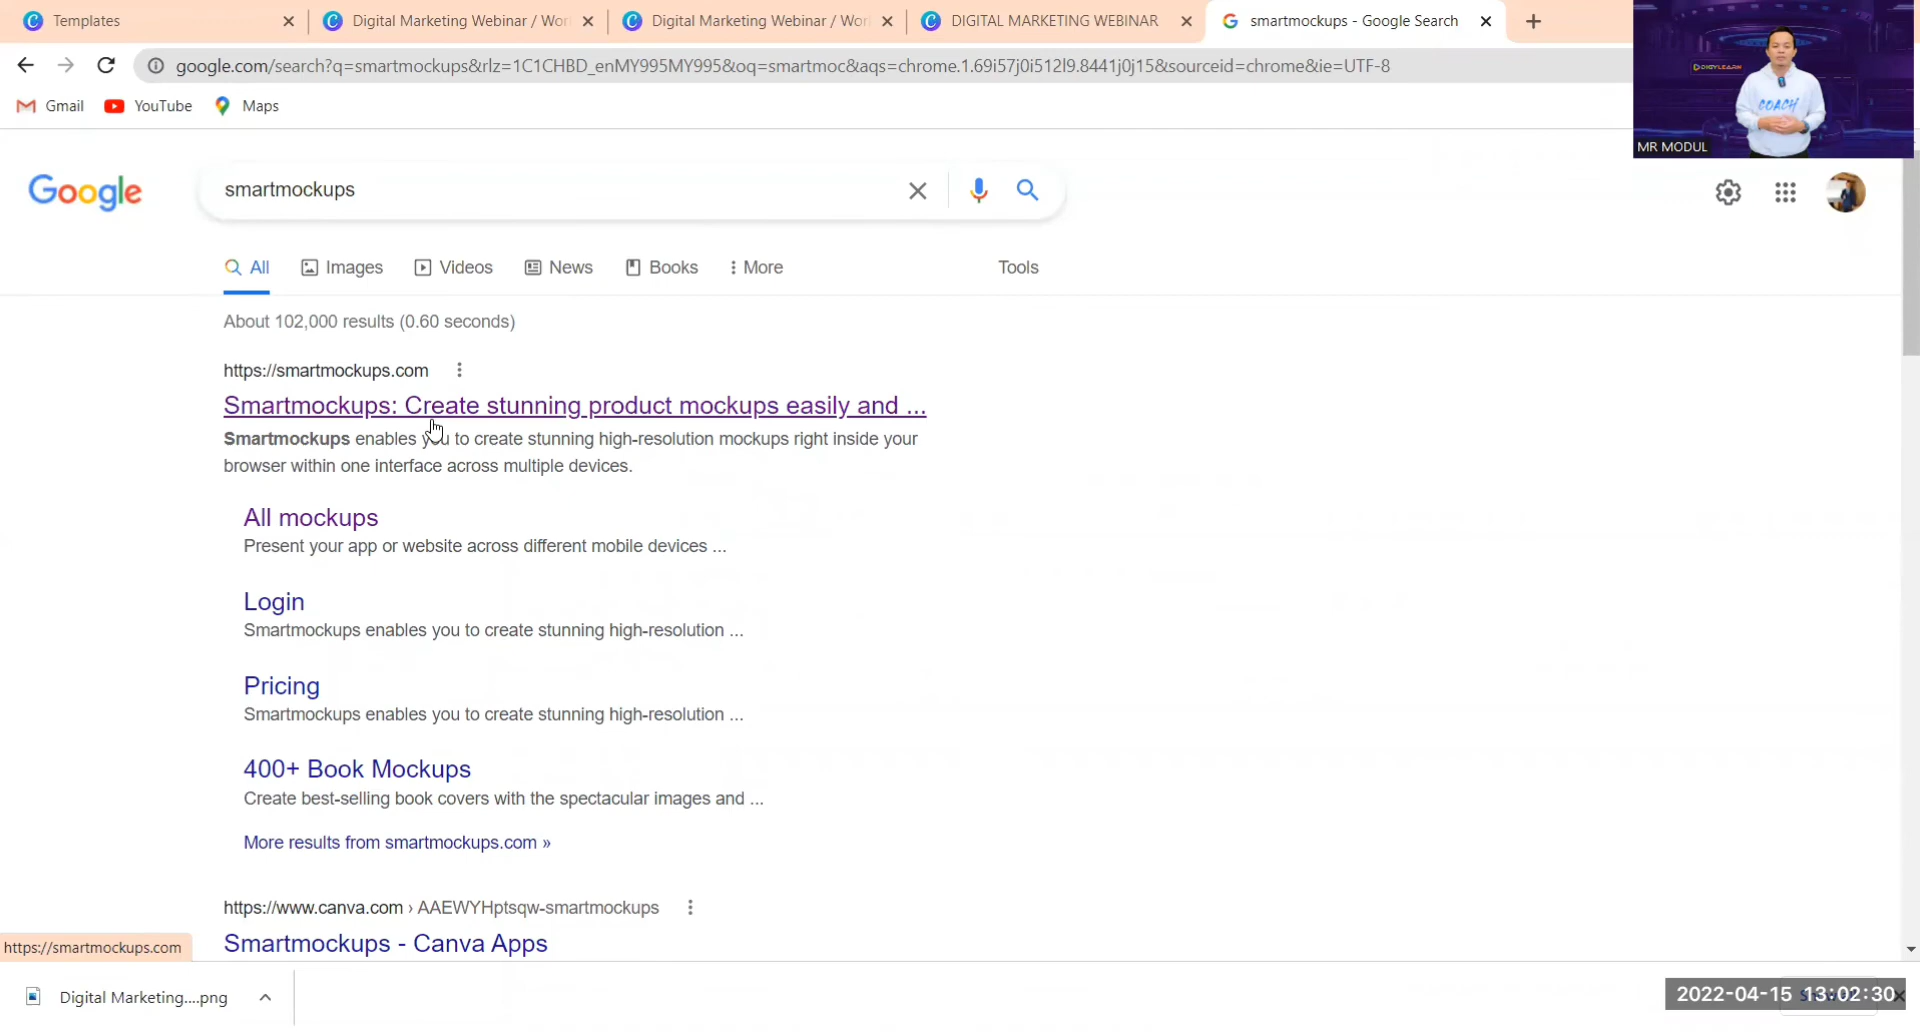 Templates
Digital Marketing Webinar / Wor
Digital Marketing Webinar / Wor
DIGITAL MARKETING WEBINAR
smartmockups - Google Search
google.com/search?q=smartmockups&rlz=1C1CHBD_enMY995MY995&oq=smartmoc&aqs=chrome.1.69i57j0i512l9.8441j0j15&sourceid=chrome&ie=UTF-8
Gmail
YouTube
Maps
DIGYLEARN
COACH
MR MODUL
Google
smartmockups
All
Images
Videos
News
Books
More
Tools
About 102,000 results (0.60 seconds)
https://smartmockups.com
Smartmockups: Create stunning product mockups easily and ...
Smartmockups enables you to create stunning high-resolution mockups right inside your
browser within one interface across multiple devices.
All mockups
Present your app or website across different mobile devices ...
Login
Smartmockups enables you to create stunning high-resolution ...
Pricing
Smartmockups enables you to create stunning high-resolution ...
400+ Book Mockups
Create best-selling book covers with the spectacular images and ...
More results from smartmockups.com »
https://www.canva.com › AAEWYHptsqw-smartmockups
Smartmockups - Canva Apps
https://smartmockups.com
Digital Marketing....png
2022-04-15 13:02:30